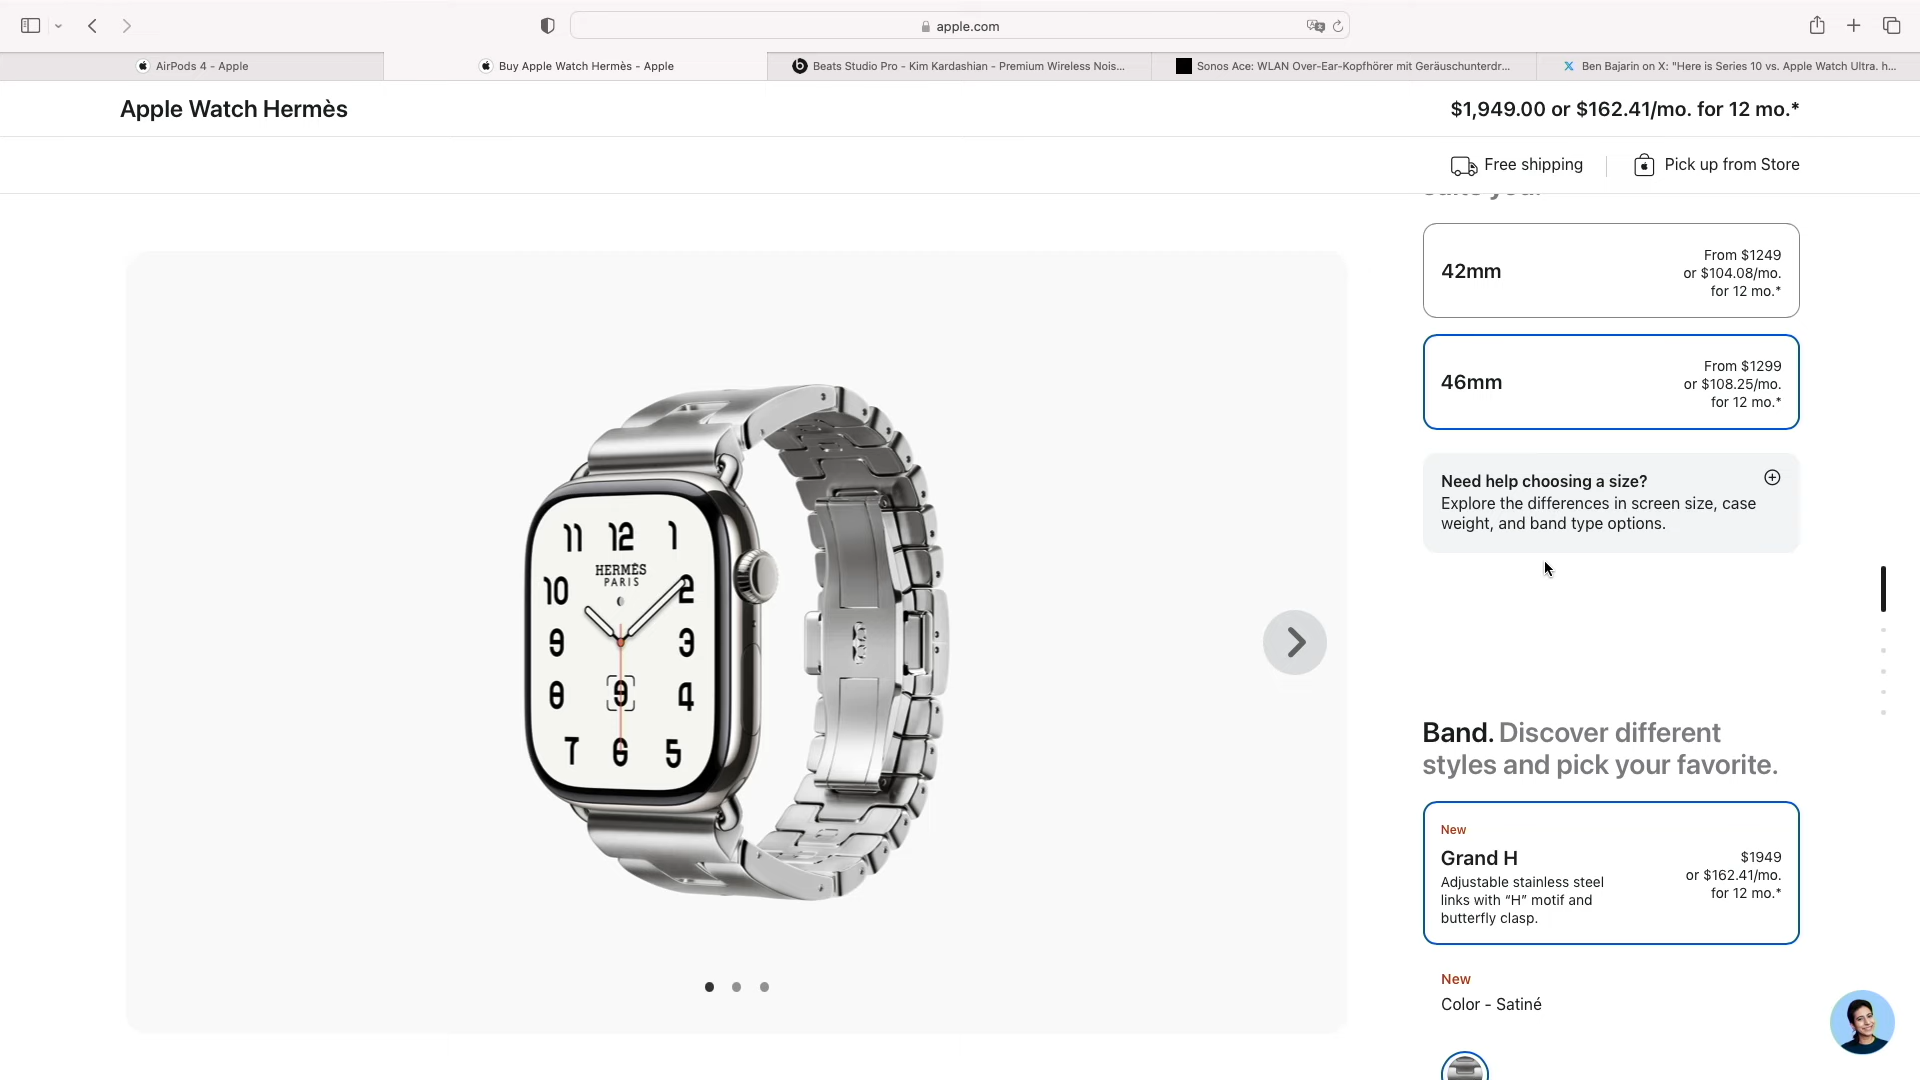 apple.com
AirPods 4 - Apple
Buy Apple Watch Hermès - Apple
Beats Studio Pro - Kim Kardashian - Premium Wireless Nois...
Sonos Ace: WLAN Over-Ear-Kopfhörer mit Geräuschunterdr...
Ben Bajarin on X: "Here is Series 10 vs. Apple Watch Ultra. h...
Apple Watch Hermès
$1,949.00 or $162.41/mo. for 12 mo.*
Free shipping
Pick up from Store
42mm
From $1249
or $104.08/mo.
for 12 mo.*
46mm
From $1299
or $108.25/mo.
for 12 mo.*
Need help choosing a size?
Explore the differences in screen size, case
weight, and band type options.
11 12 1
HERMÈS
PARIS
10 2
9 3
8 9 4
7 6 5
Band. Discover different
styles and pick your favorite.
New
Grand H
Adjustable stainless steel
links with “H” motif and
butterfly clasp.
$1949
or $162.41/mo.
for 12 mo.*
New
Color - Satiné